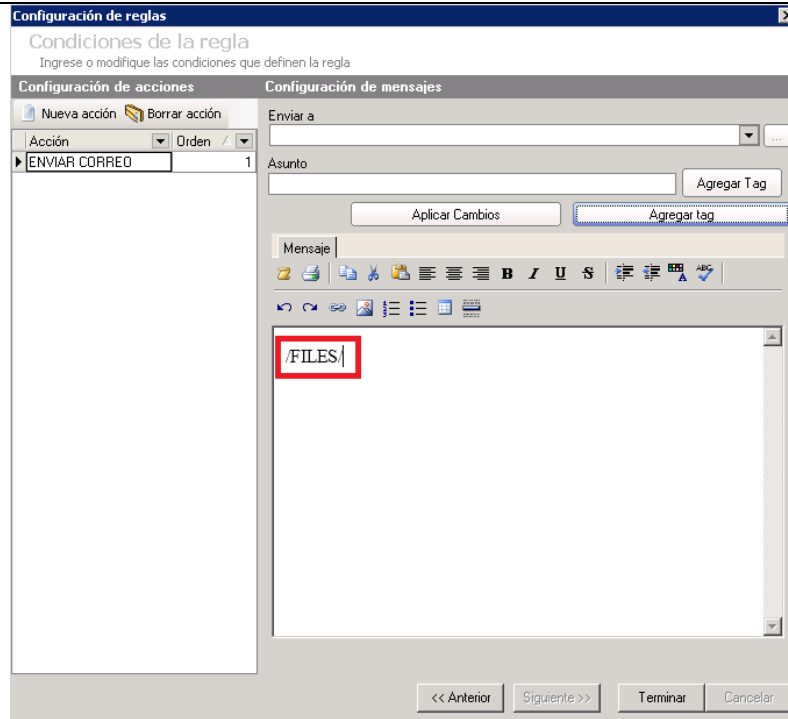 Configuración de reglas
Condiciones de la regla
Ingrese o modifique las condiciones que definen la regla
Configuración de acciones
Configuración de mensajes
Nueva acción Borrar acción
Acción Orden
ENVIAR CORREO 1
Enviar a
...
Asunto
Agregar Tag
Aplicar Cambios Agregar tag
Mensaje
B I U S ABC
/FILES/
<< Anterior Siguiente >> Terminar Cancelar